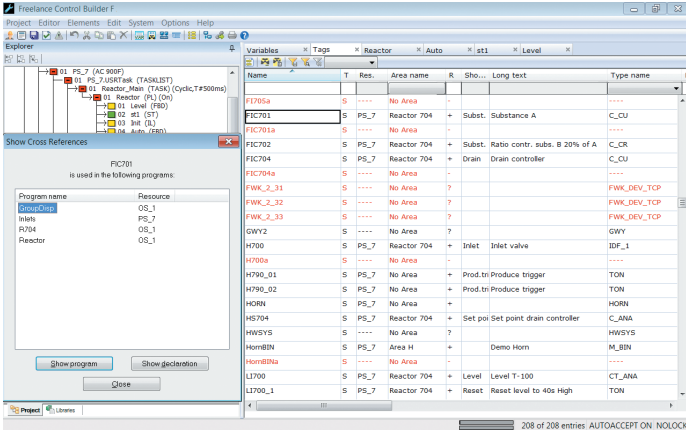 Freelance Control Builder F
Project Editor Elements Edit System Options Help
Explorer
01 PS_7 (AC 900F)
01 PS_7.USRTask (TASKLIST)
01 Reactor_Main (TASK) (Cyclic,T#500ms)
01 Reactor (PL) (On)
01 Level (FBD)
02 st1 (ST)
03 Init (IL)
04 Auto (FBD)
Show Cross References
FIC701
is used in the following programs:
Program name Resource
GroupDisp OS_1
Inlets PS_7
R704 OS_1
Reactor OS_1
Show program Show declaration
Close
Project Libraries
Variables Tags Reactor Auto st1 Level
Name T Res. Area name R Sho... Long text Type name
FI705a S ---- No Area - ----
FIC701 S PS_7 Reactor 704 + Subst. Substance A C_CU
FIC701a S ---- No Area - ----
FIC702 S PS_7 Reactor 704 + Subst. Ratio contr. subs. B 20% of A C_CR
FIC704 S PS_7 Reactor 704 + Drain Drain controller C_CU
FIC704a S ---- No Area - ----
FWK_2_31 S ---- No Area ? FWK_DEV_TCP
FWK_2_32 S ---- No Area ? FWK_DEV_TCP
FWK_2_33 S ---- No Area ? FWK_DEV_TCP
GWY2 S ---- No Area ? GWY
H700 S PS_7 Reactor 704 + Inlet Inlet valve IDF_1
H700a S ---- No Area - ----
H790_01 S PS_7 No Area + Prod.tri Produce trigger TON
H790_02 S PS_7 No Area + Prod.tri Produce trigger TON
HORN S PS_7 No Area + HORN
HS704 S PS_7 Reactor 704 + Set poi Set point drain controller C_ANA
HWSYS S ---- No Area ? HWSYS
HornBIN S PS_7 Area H + Demo Horn M_BIN
HornBINa S ---- No Area - ----
LI700 S PS_7 Reactor 704 + Level Level T-100 CT_ANA
LI700_1 S PS_7 Reactor 704 + Reset Reset level to 40s High TON
208 of 208 entries AUTOACCEPT ON NOLOCK